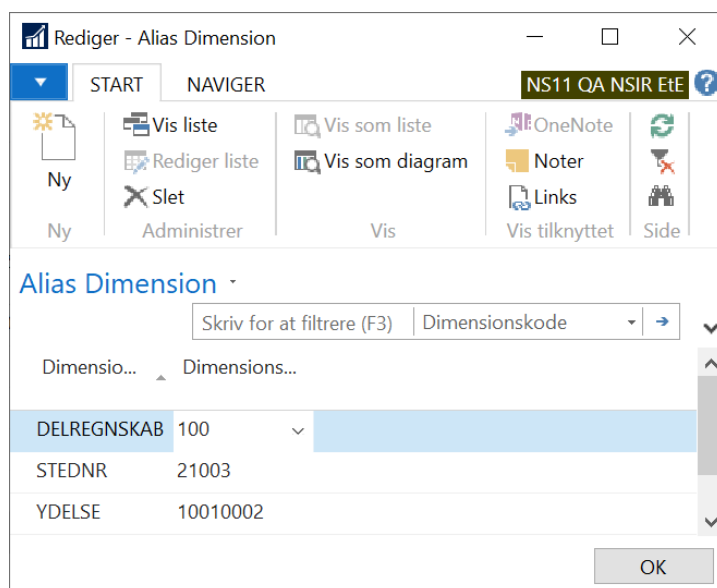 Rediger - Alias Dimension
START NAVIGER NS11 QA NSIR EtE ?
Vis liste Vis som liste OneNote
Rediger liste Vis som diagram Noter
Ny Slet Links
Ny Administrer Vis Vis tilknyttet Side
Alias Dimension
Skriv for at filtrere (F3) Dimensionskode
Dimensio... Dimensions...
DELREGNSKAB 100
STEDNR 21003
YDELSE 10010002
OK